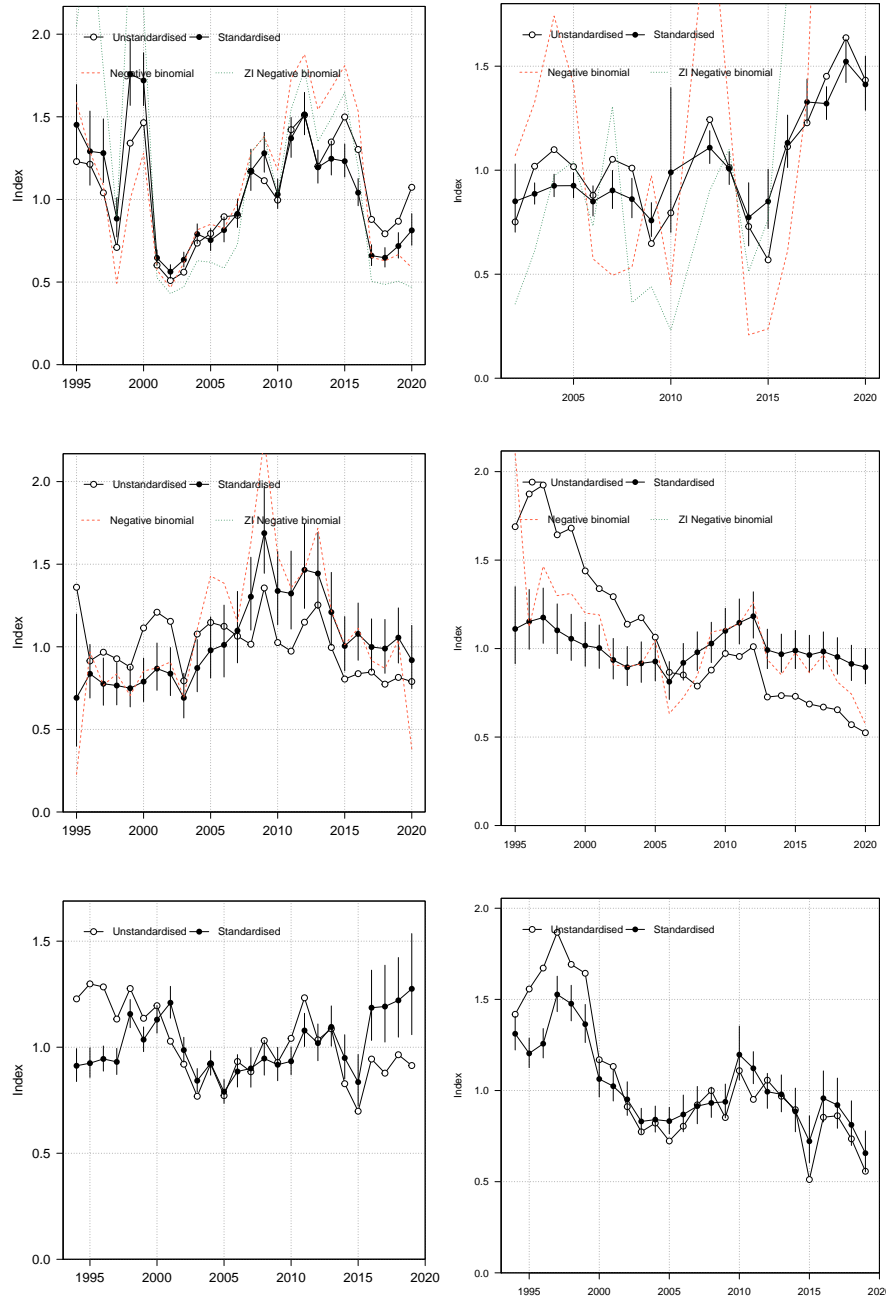 Unstandardised Standardised
Negative binomial ZI Negative binomial
Index
2.0
1.5
1.0
0.5
0.0
1995 2000 2005 2010 2015 2020
Unstandardised Standardised
Negative binomial ZI Negative binomial
Index
1.5
1.0
0.5
0.0
2005 2010 2015 2020
Unstandardised Standardised
Negative binomial ZI Negative binomial
Index
2.0
1.5
1.0
0.5
0.0
1995 2000 2005 2010 2015 2020
Unstandardised Standardised
Negative binomial ZI Negative binomial
Index
2.0
1.5
1.0
0.5
0.0
1995 2000 2005 2010 2015 2020
Unstandardised Standardised
Index
1.5
1.0
0.5
0.0
1995 2000 2005 2010 2015 2020
Unstandardised Standardised
Index
2.0
1.5
1.0
0.5
0.0
1995 2000 2005 2010 2015 2020